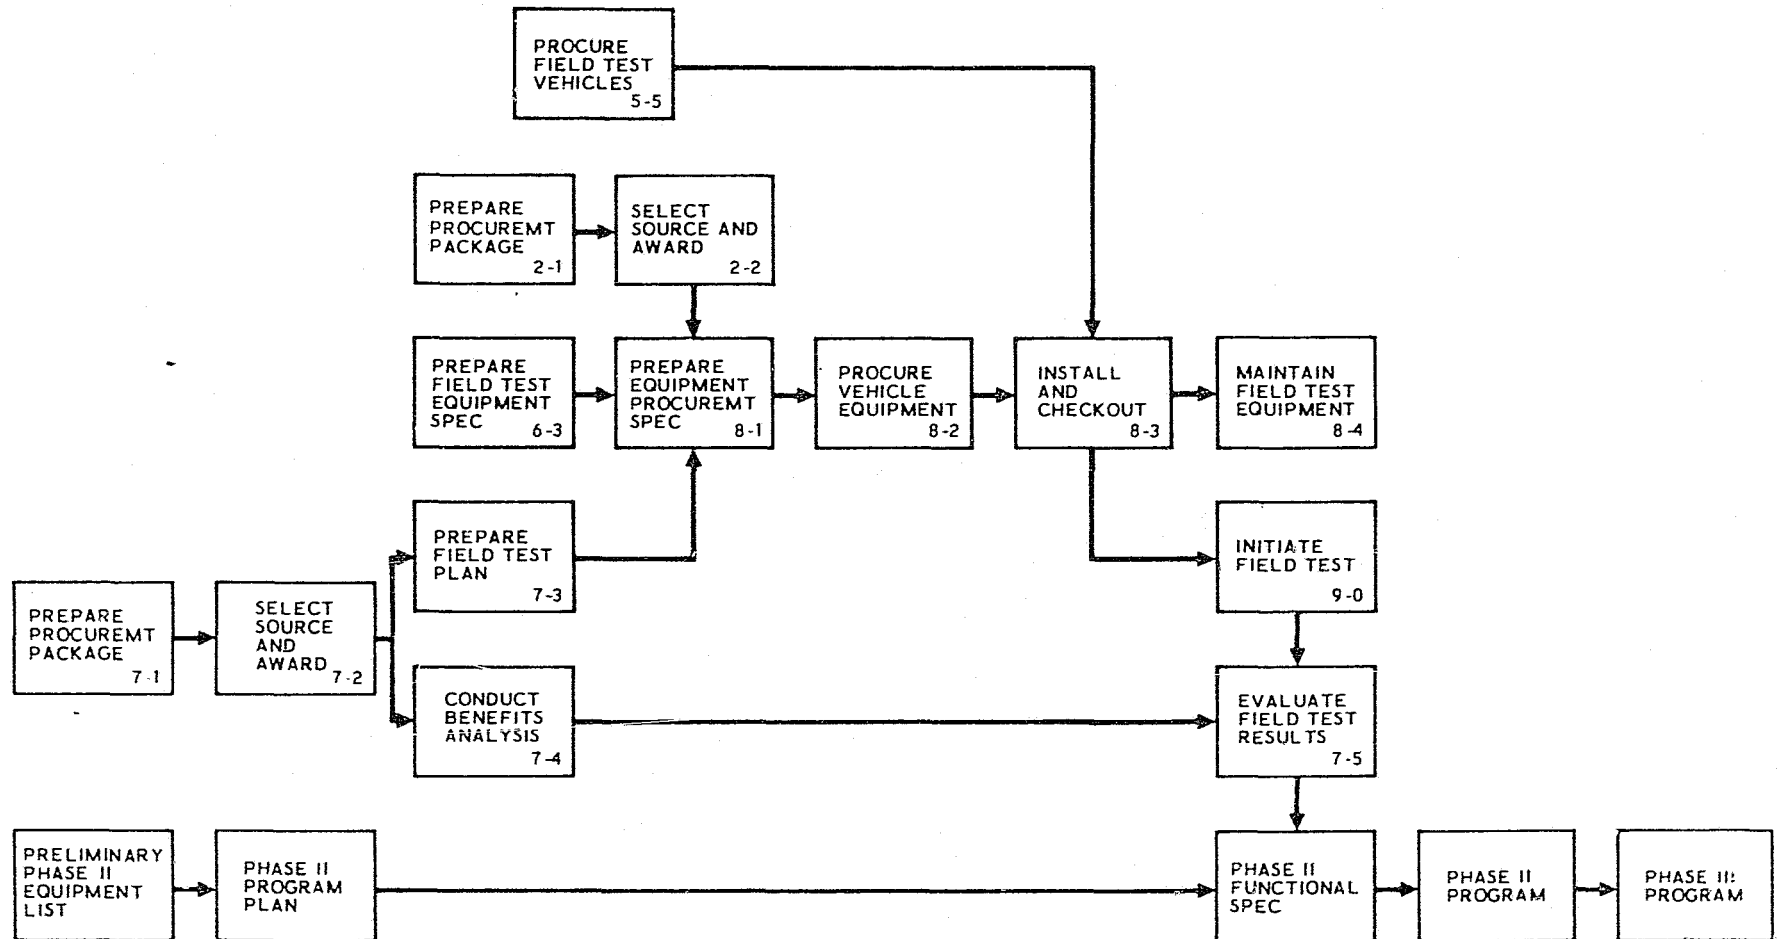 PROCURE
FIELD TEST
VEHICLES
5-5
PREPARE
PROCUREMT
PACKAGE
2-1
SELECT
SOURCE AND
AWARD
2-2
PREPARE
FIELD TEST
EQUIPMENT
SPEC
6-3
PREPARE
EQUIPMENT
PROCUREMT
SPEC
8-1
PROCURE
VEHICLE
EQUIPMENT
8-2
INSTALL
AND
CHECKOUT
8-3
MAINTAIN
FIELD TEST
EQUIPMENT
8-4
PREPARE
FIELD TEST
PLAN
7-3
INITIATE
FIELD TEST
9-0
PREPARE
PROCUREMT
PACKAGE
7-1
SELECT
SOURCE
AND
AWARD
7-2
CONDUCT
BENEFITS
ANALYSIS
7-4
EVALUATE
FIELD TEST
RESULTS
7-5
PRELIMINARY
PHASE II
EQUIPMENT
LIST
PHASE II
PROGRAM
PLAN
PHASE II
FUNCTIONAL
SPEC
PHASE II
PROGRAM
PHASE III
PROGRAM